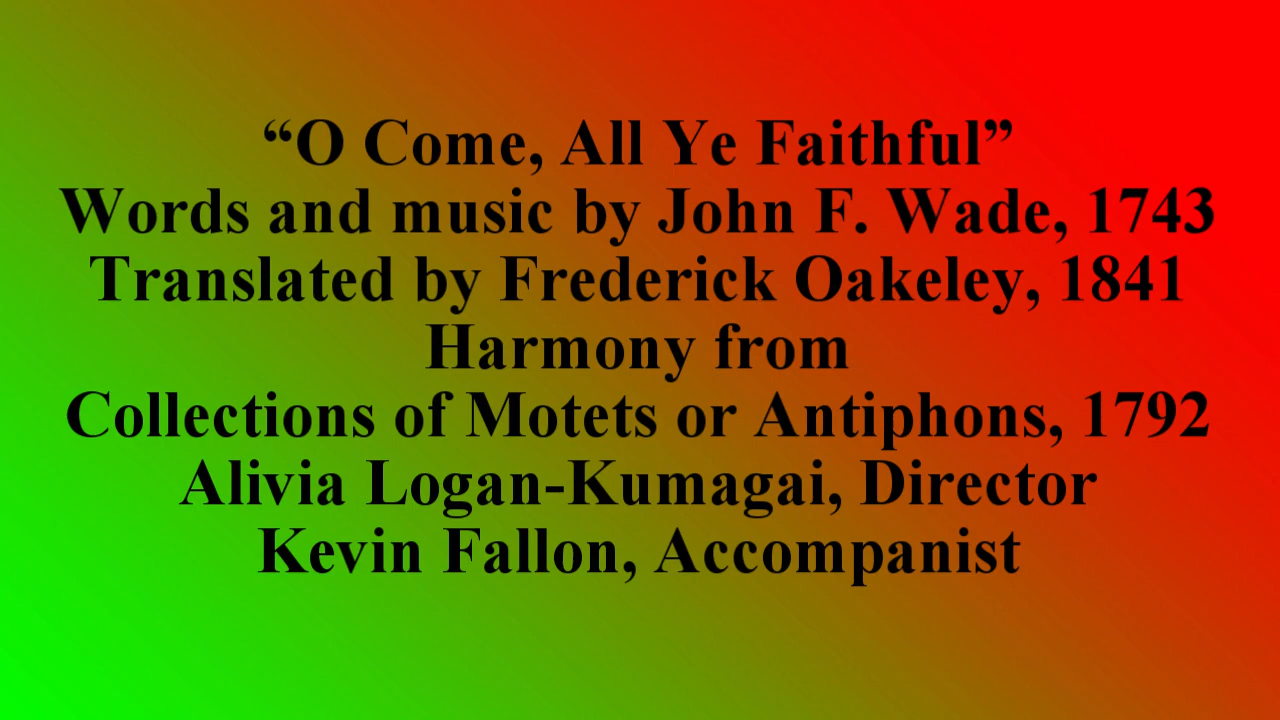 “O Come, All Ye Faithful”
Words and music by John F. Wade, 1743
Translated by Frederick Oakeley, 1841
Harmony from
Collections of Motets or Antiphons, 1792
Alivia Logan-Kumagai, Director
Kevin Fallon, Accompanist